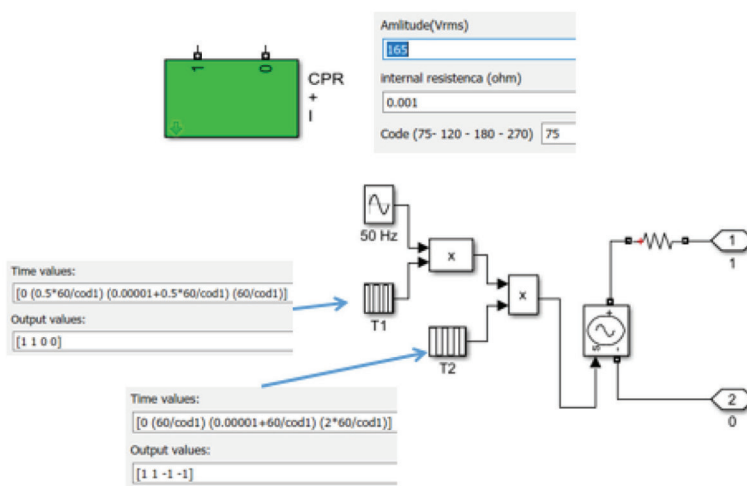 Amlitude(Vrms)
165
internal resistenca (ohm)
0.001
Code (75- 120 - 180 - 270) 75
1
0
CPR
+
I
50 Hz
x
T1
x
T2
1
1
+
S
-
2
0
Time values:
[0 (0.5*60/cod1) (0.00001+0.5*60/cod1) (60/cod1)]
Output values:
[1 1 0 0]
Time values:
[0 (60/cod1) (0.00001+60/cod1) (2*60/cod1)]
Output values:
[1 1 -1 -1]